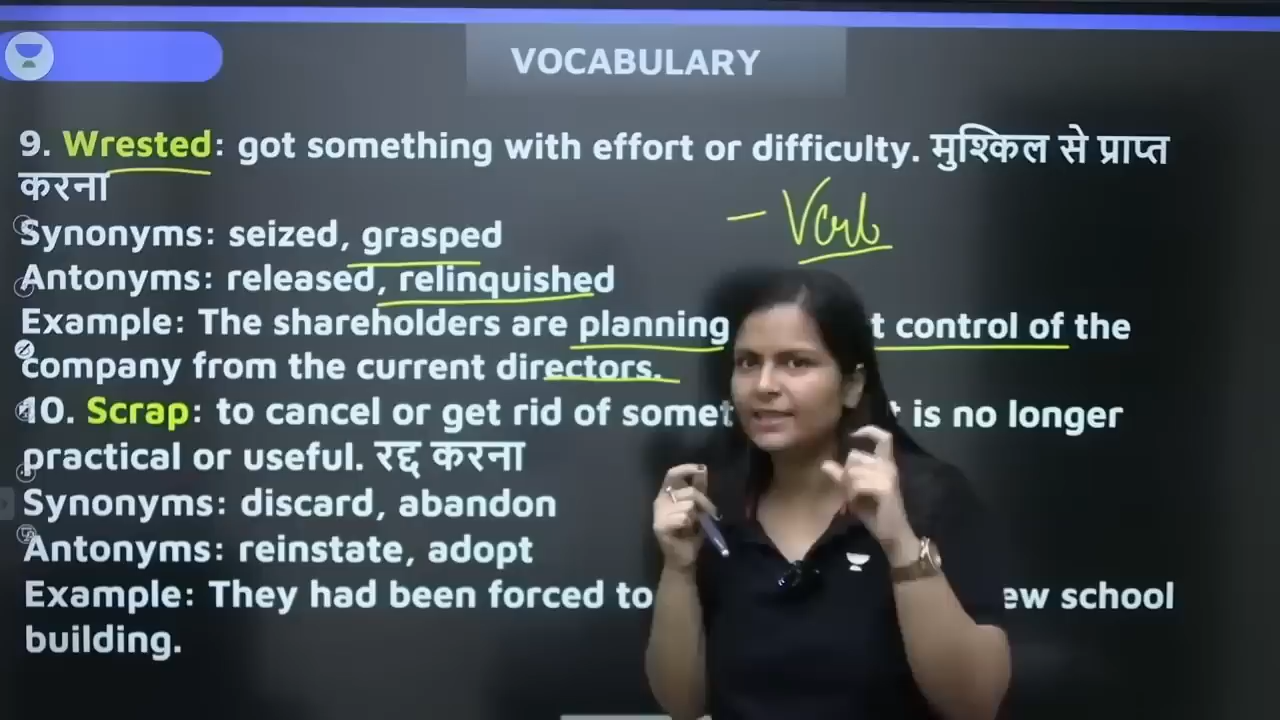 VOCABULARY
9. Wrested: got something with effort or difficulty. मुश्किल से प्राप्त
करना
- Verb
Synonyms: seized, grasped
Antonyms: released, relinquished
Example: The shareholders are planning t control of the
company from the current directors.
10. Scrap: to cancel or get rid of somet t is no longer
practical or useful. रद्द करना
Synonyms: discard, abandon
Antonyms: reinstate, adopt
Example: They had been forced to ew school
building.